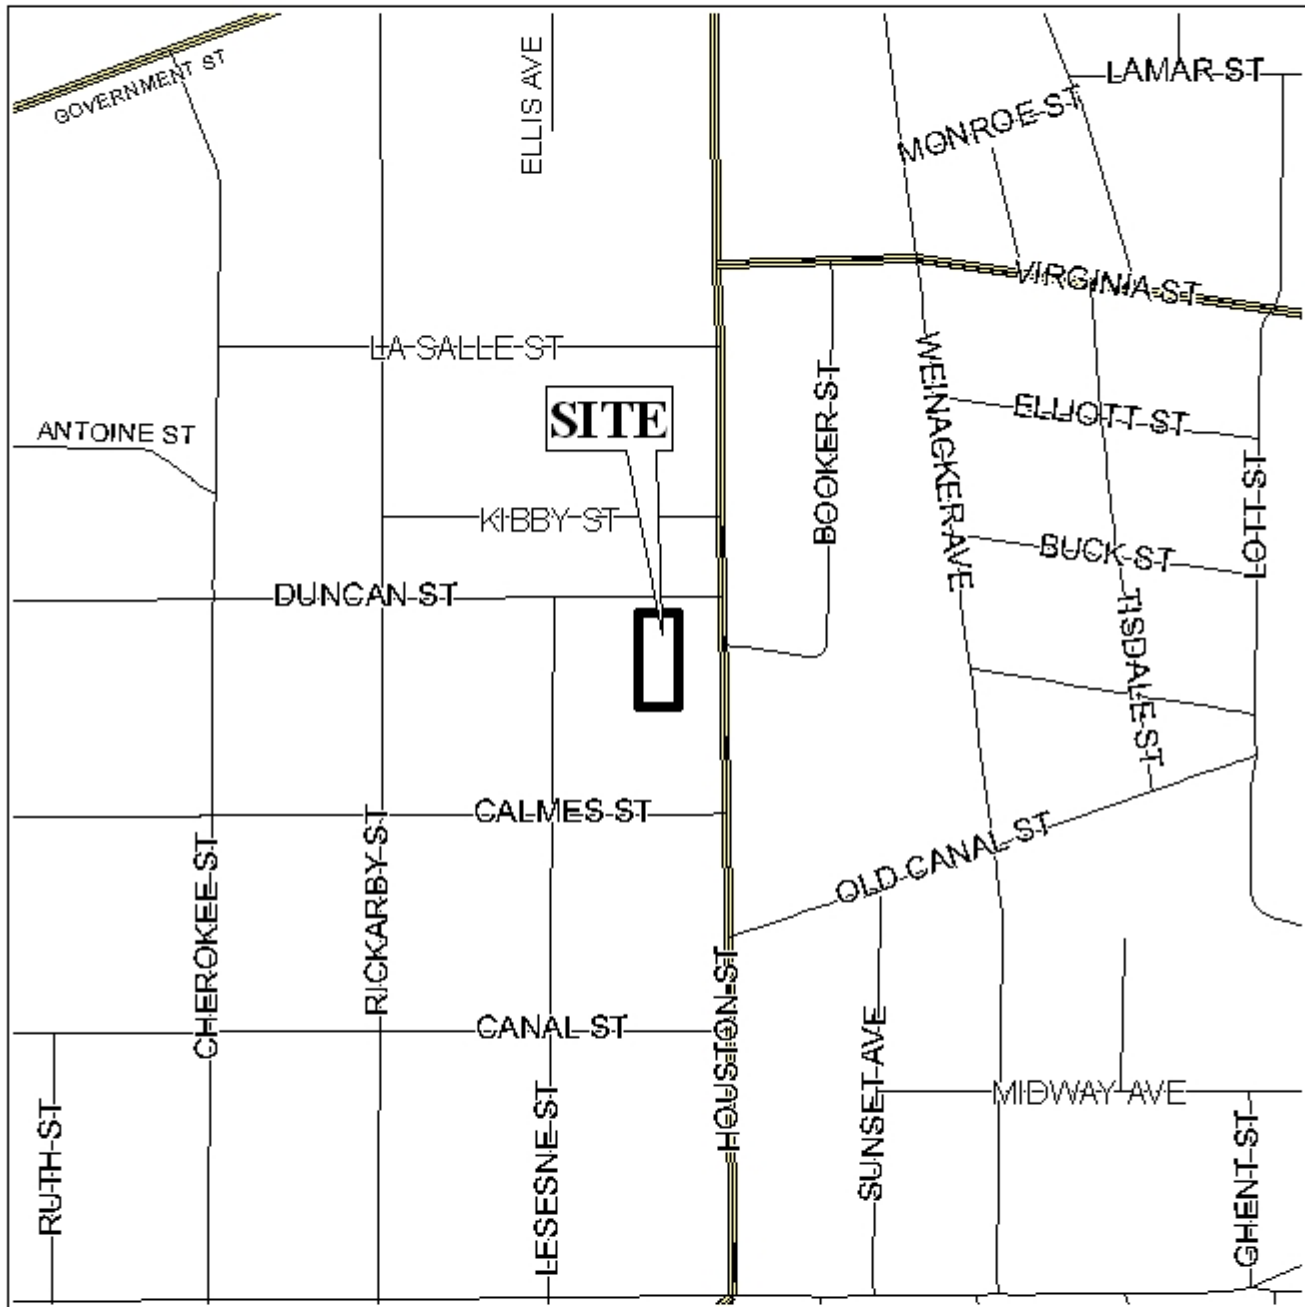 GOVERNMENT ST
ELLIS AVE
LAMAR ST
MONROE ST
VIRGINIA ST
LA SALLE ST
SITE
ANTOINE ST
BOOKER ST
WEINACKER AVE
ELLIOTT ST
LOTT ST
KIBBY ST
BUCK ST
DUNCAN ST
TISDALE ST
CALMES ST
OLD CANAL ST
CHEROKEE ST
RICKARBY ST
HOUSTON ST
CANAL ST
SUNSET AVE
MIDWAY AVE
RUTH ST
LESESNE ST
GHENT ST